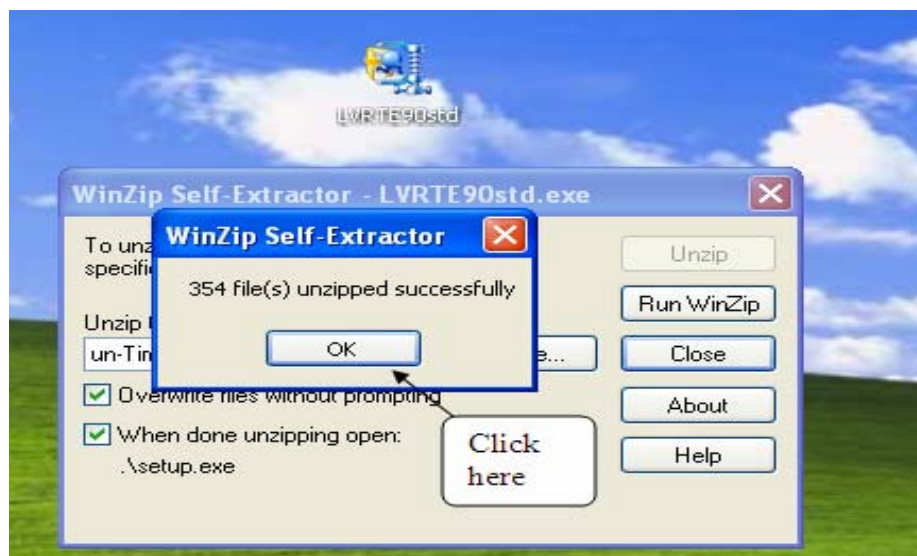 LVRTE90std
WinZip Self-Extractor - LVRTE90std.exe
WinZip Self-Extractor
354 file(s) unzipped successfully
OK
To unz
specifi
Unzip
un-Tin
e...
Overwrite files without prompting
When done unzipping open:
.\setup.exe
Unzip
Run WinZip
Close
About
Help
Click
here